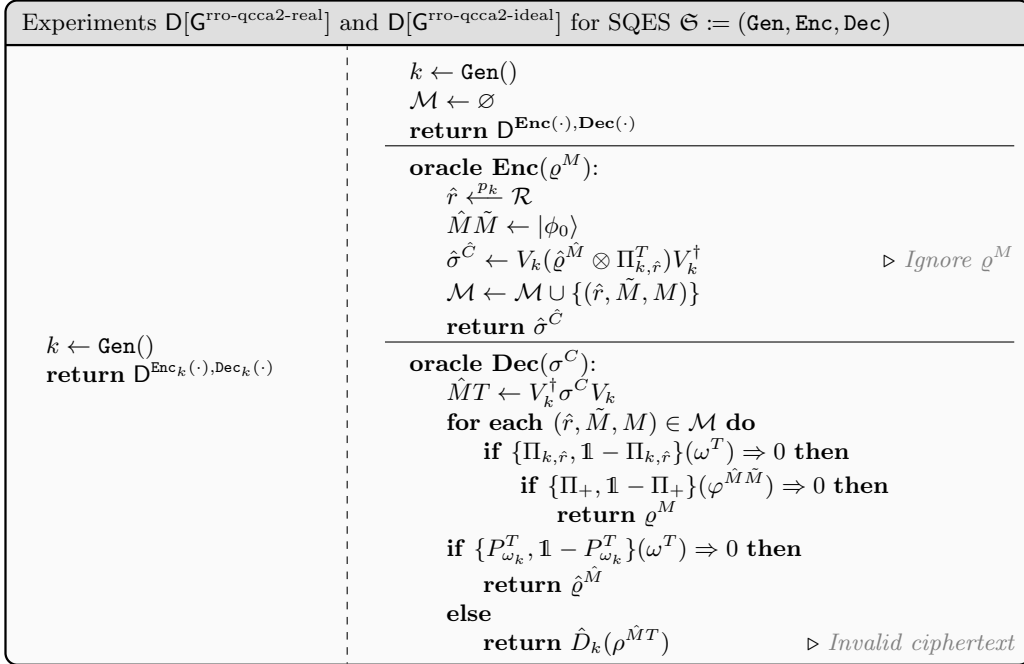 Experiments D[G^{rro-qcca2-real}] and D[G^{rro-qcca2-ideal}] for SQES 𝔖 := (Gen, Enc, Dec)
k ← Gen()
return D^{Enc_k(·),Dec_k(·)}
k ← Gen()
ℳ ← ∅
return D^{Enc(·),Dec(·)}
oracle Enc(ϱ^M):
r̂ ←^{p_k} ℛ
M̂M̃ ← |ϕ_0⟩
σ̂^Ĉ ← V_k(ϱ̂^M̂ ⊗ Π^T_{k,r̂})V_k^† ▷ Ignore ϱ^M
ℳ ← ℳ ∪ {(r̂, M̃, M)}
return σ̂^Ĉ
oracle Dec(σ^C):
M̂T ← V_k^† σ^C V_k
for each (r̂, M̃, M) ∈ ℳ do
if {Π_{k,r̂}, 𝟙 − Π_{k,r̂}}(ω^T) ⇒ 0 then
if {Π_+, 𝟙 − Π_+}(φ^{M̂M̃}) ⇒ 0 then
return ϱ^M
if {P^T_{ω_k}, 𝟙 − P^T_{ω_k}}(ω^T) ⇒ 0 then
return ϱ̂^M̂
else
return D̂_k(ρ^{M̂T}) ▷ Invalid ciphertext